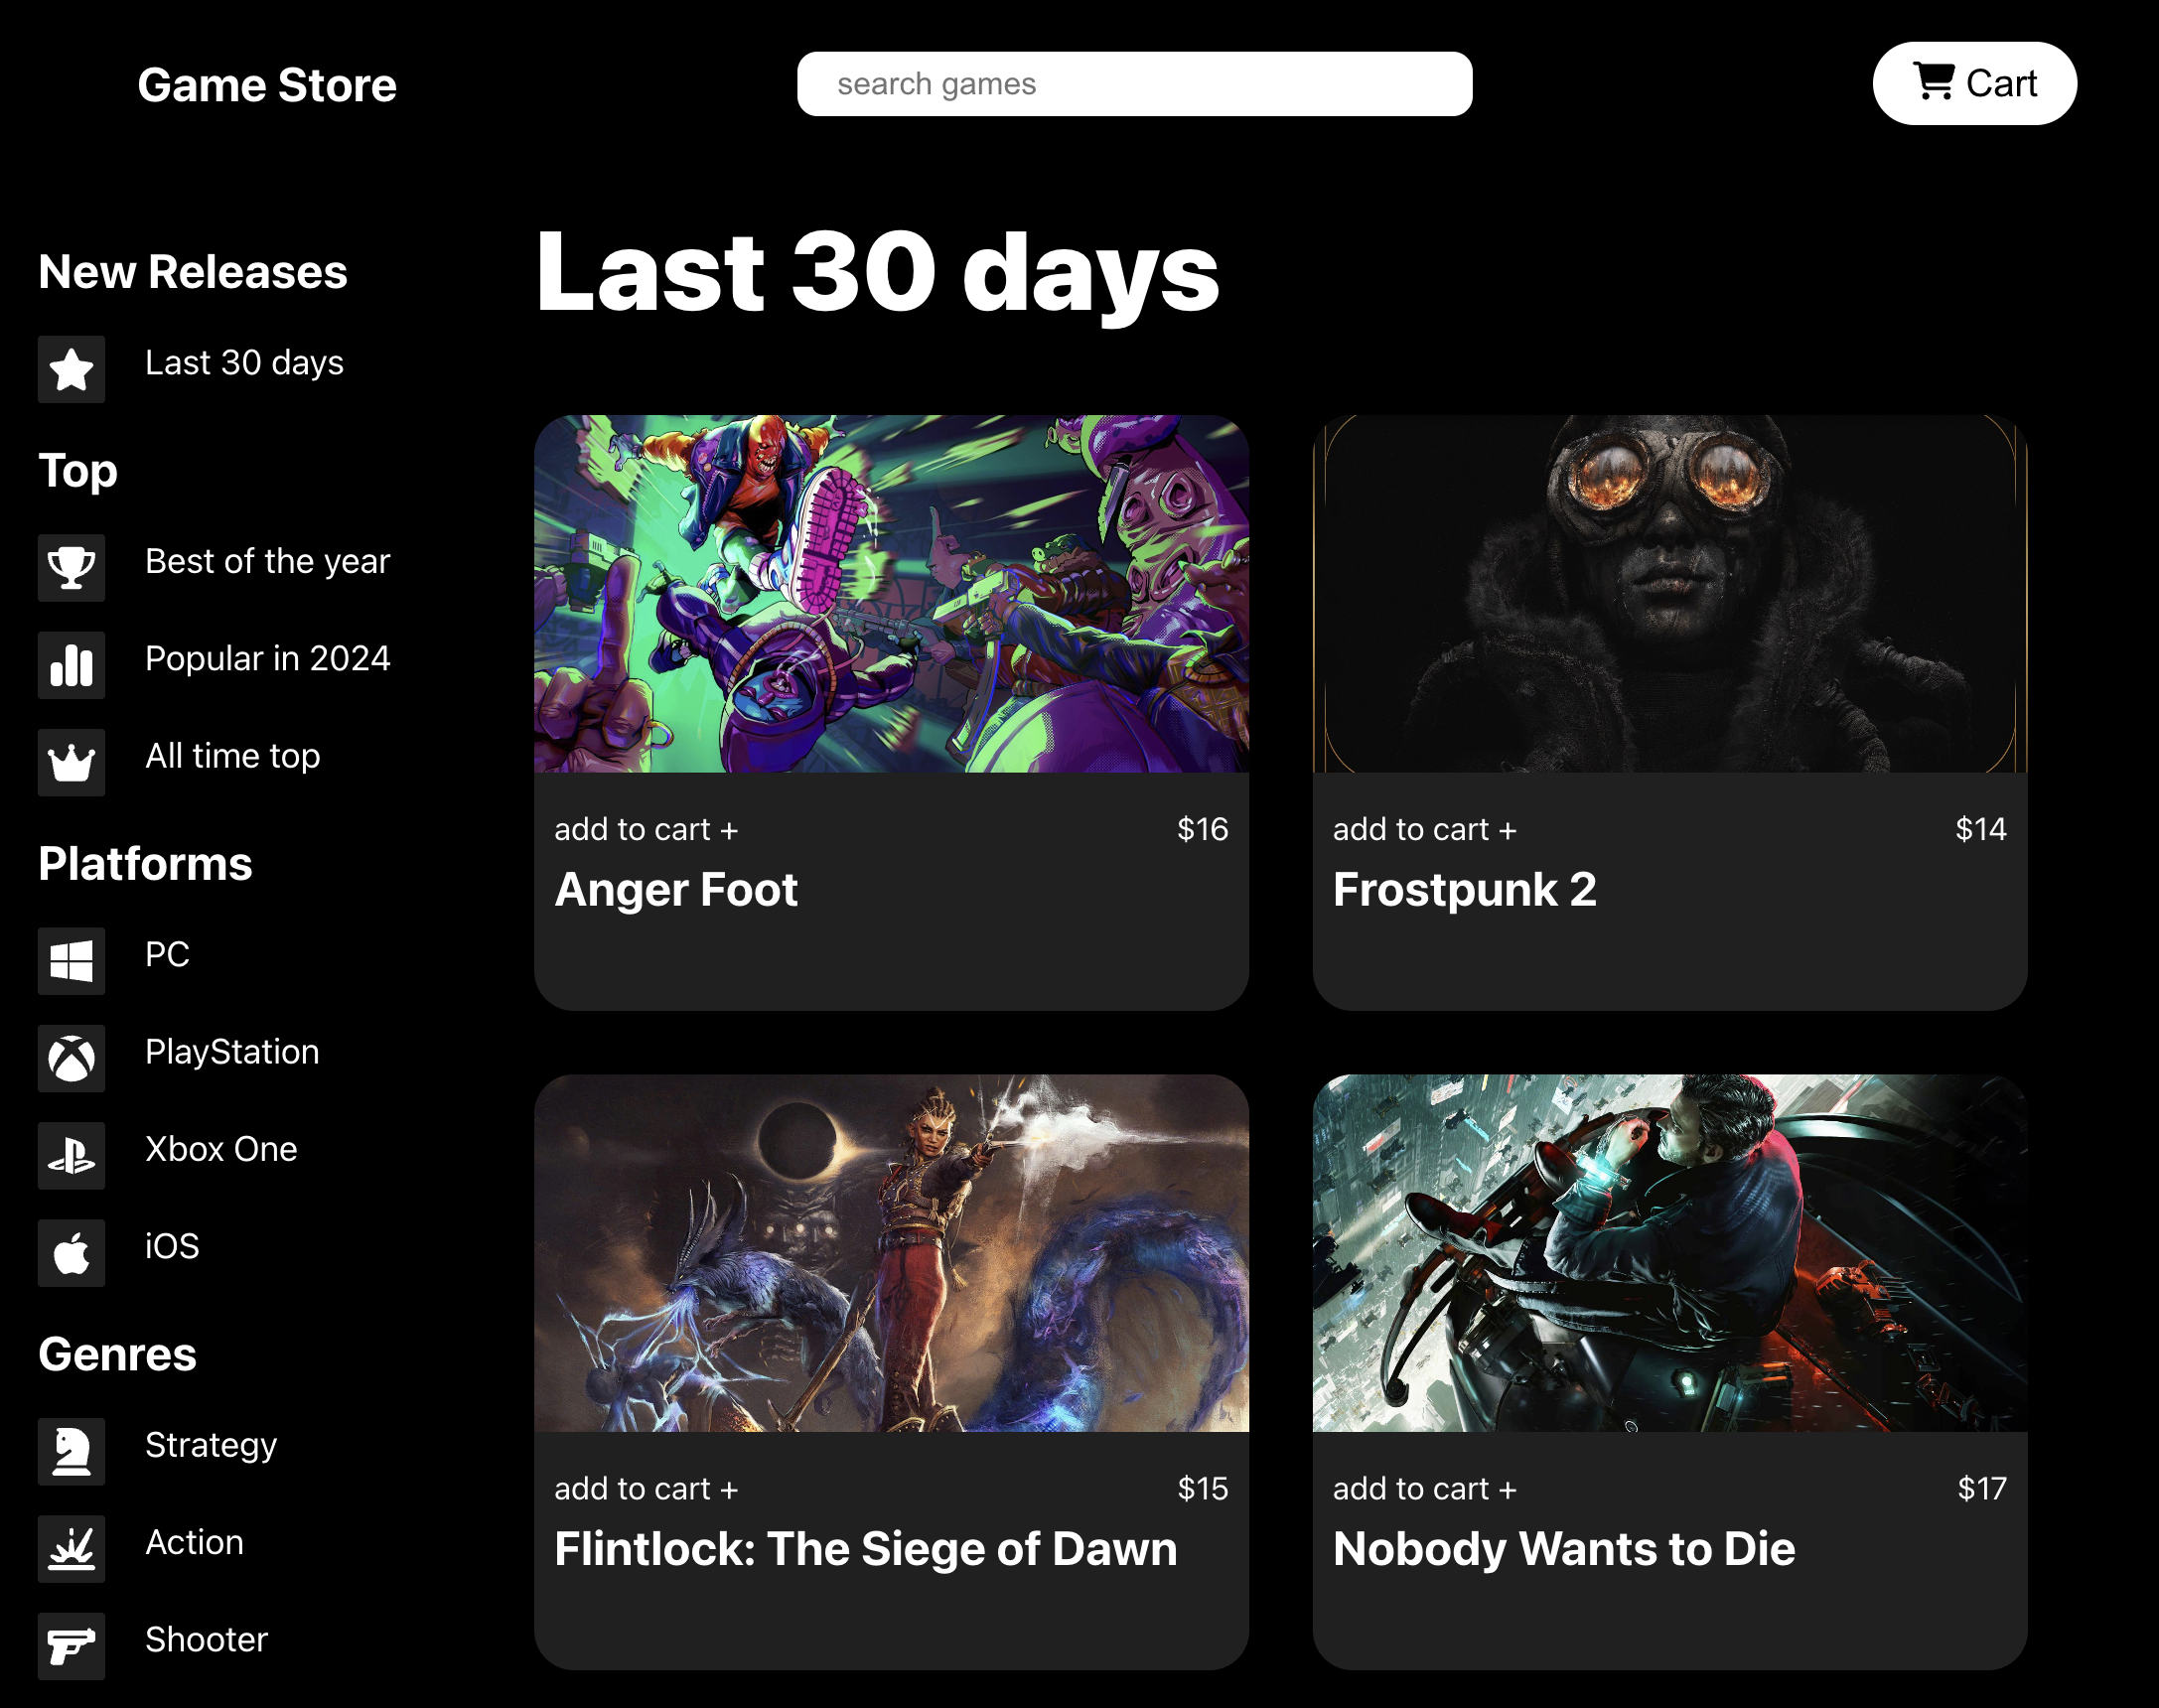 Game Store
search games
Cart
New Releases
Last 30 days
Top
Best of the year
Popular in 2024
All time top
Platforms
PC
PlayStation
Xbox One
iOS
Genres
Strategy
Action
Shooter
Last 30 days
add to cart +
$16
Anger Foot
add to cart +
$14
Frostpunk 2
add to cart +
$15
Flintlock: The Siege of Dawn
add to cart +
$17
Nobody Wants to Die